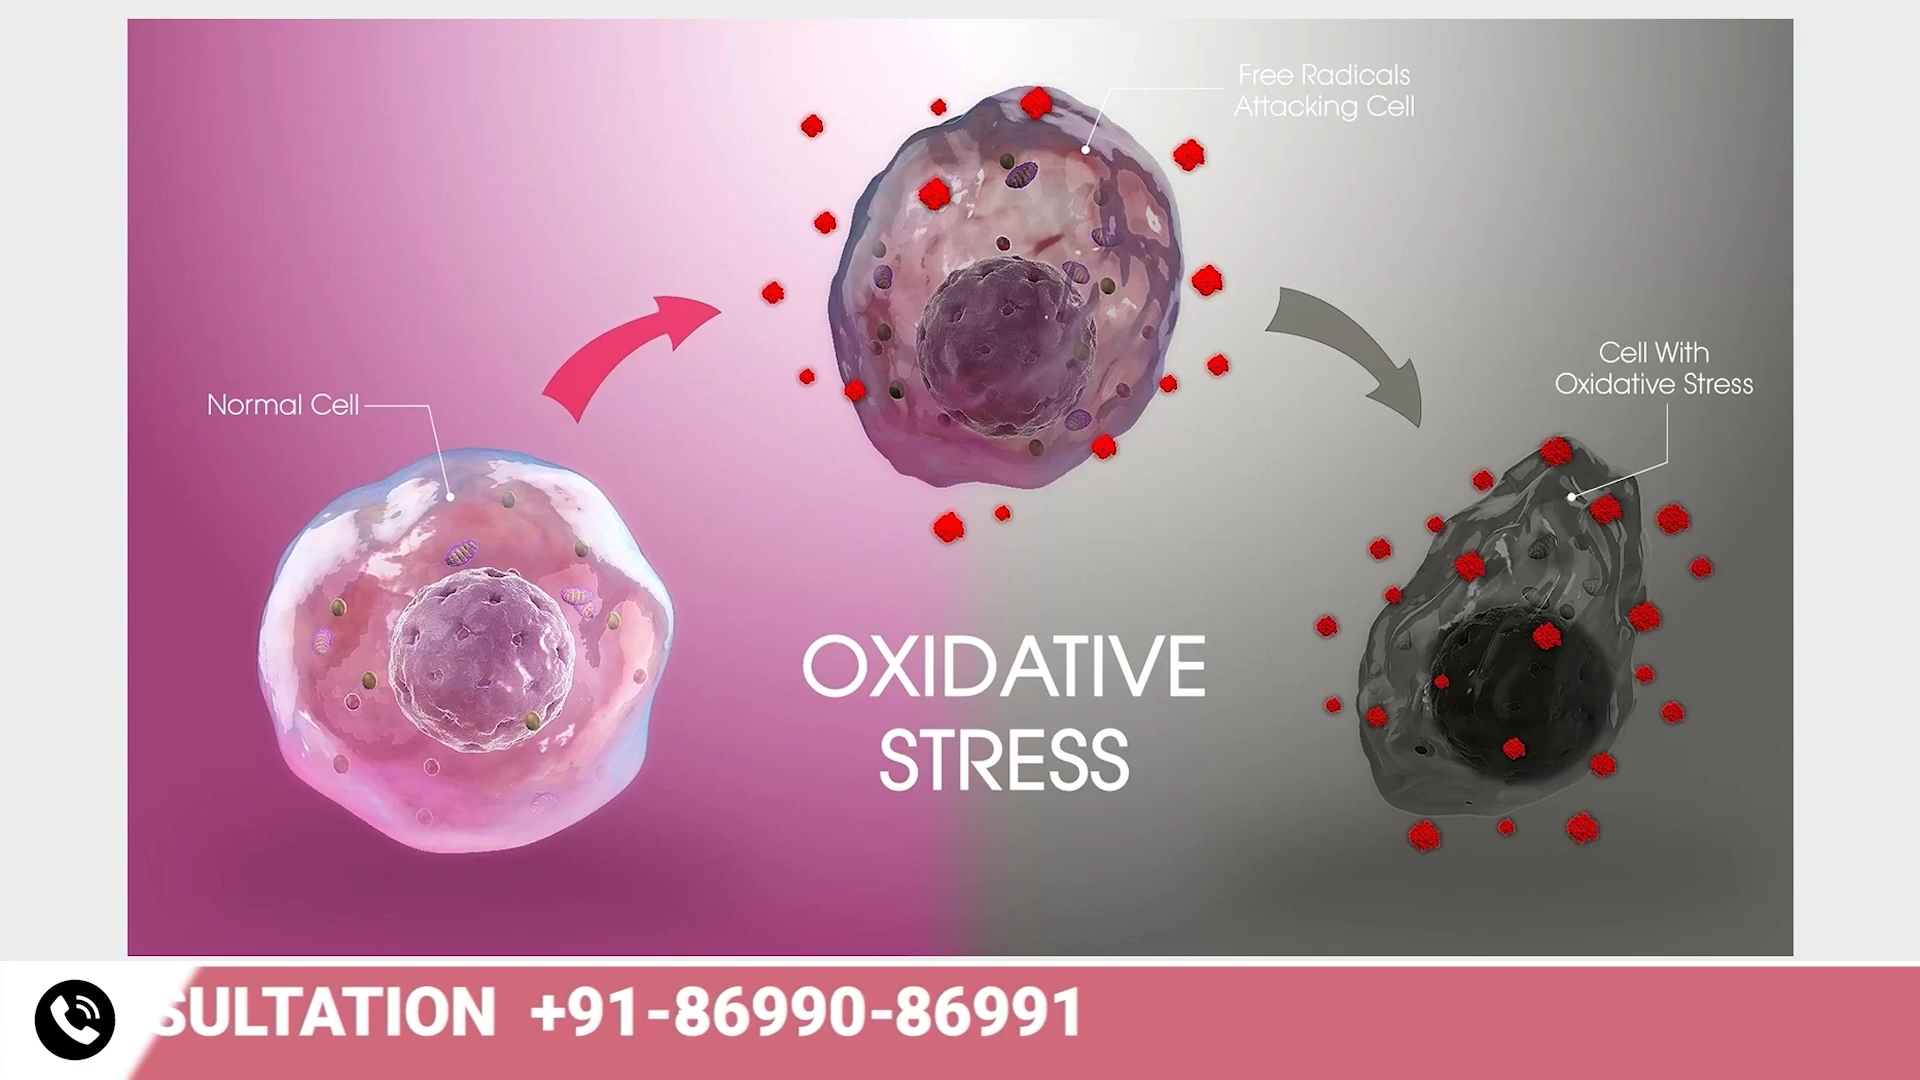 Free Radicals
Attacking Cell
Cell With
Oxidative Stress
Normal Cell
OXIDATIVE
STRESS
SULTATION +91-86990-86991